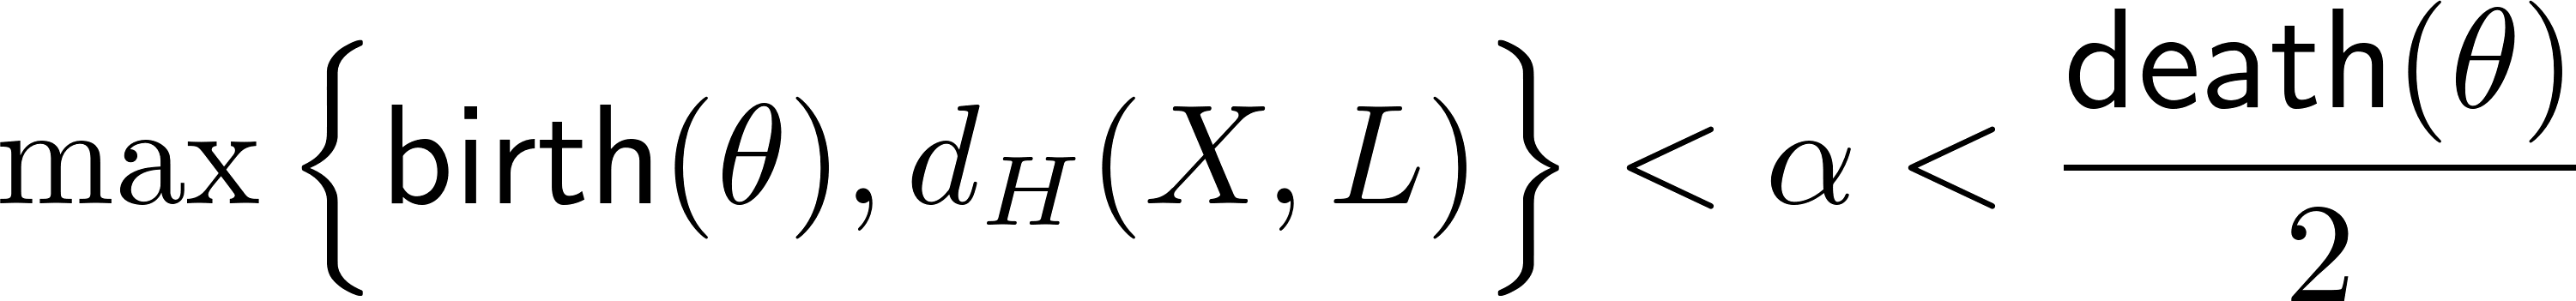 max { birth(θ), d_H(X, L) } < α < death(θ)/2